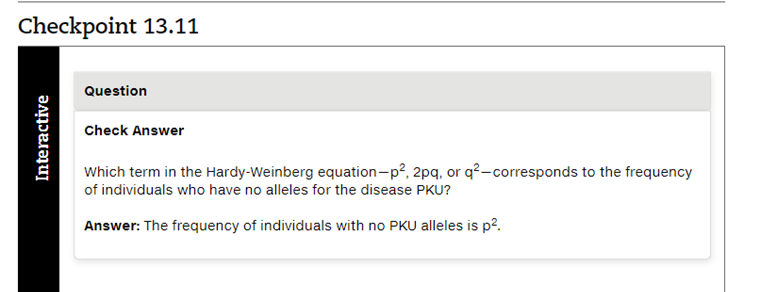 Checkpoint 13.11
Interactive
Question
Check Answer
Which term in the Hardy-Weinberg equation—p², 2pq, or q²—corresponds to the frequency
of individuals who have no alleles for the disease PKU?
Answer: The frequency of individuals with no PKU alleles is p².